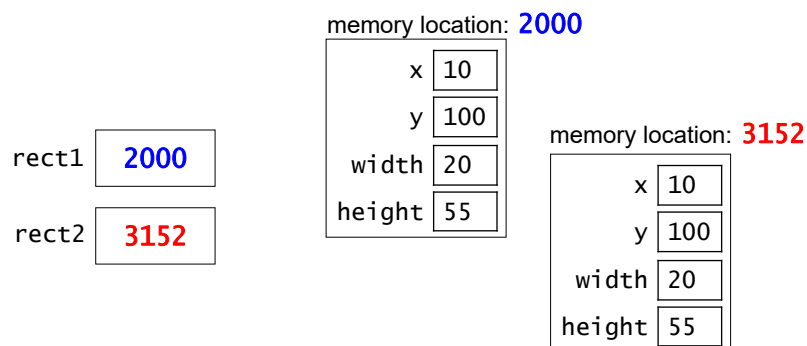 memory location: 2000
x 10
y 100
width 20
height 55
rect1 2000
rect2 3152
memory location: 3152
x 10
y 100
width 20
height 55